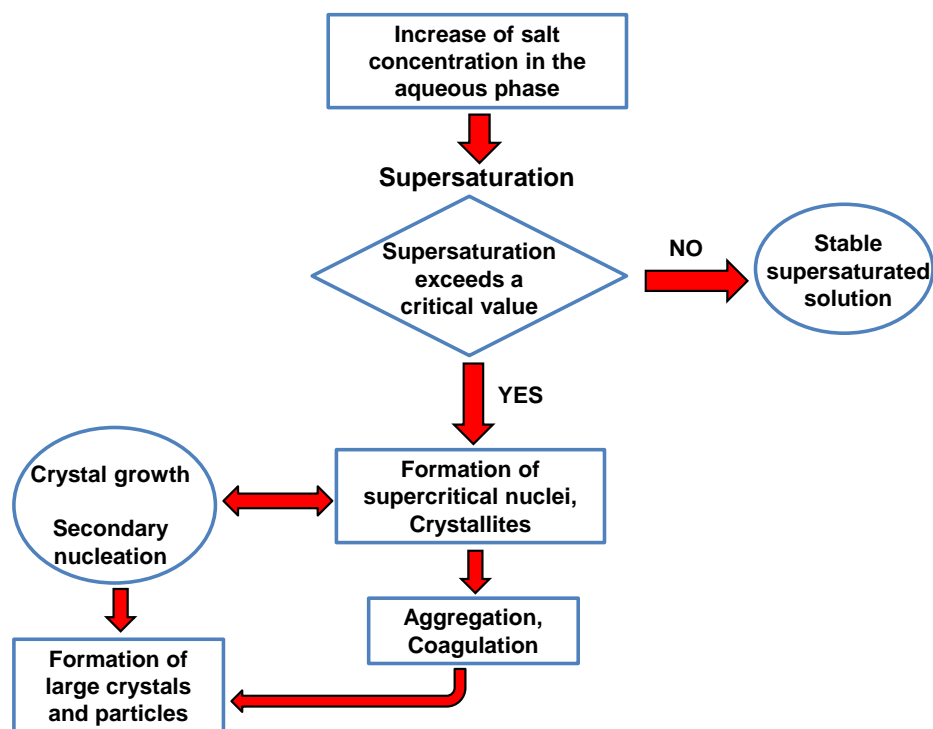 Increase of salt
concentration in the
aqueous phase
Supersaturation
Supersaturation
exceeds a
critical value
NO
Stable
supersaturated
solution
YES
Formation of
supercritical nuclei,
Crystallites
Crystal growth
Secondary
nucleation
Aggregation,
Coagulation
Formation of
large crystals
and particles